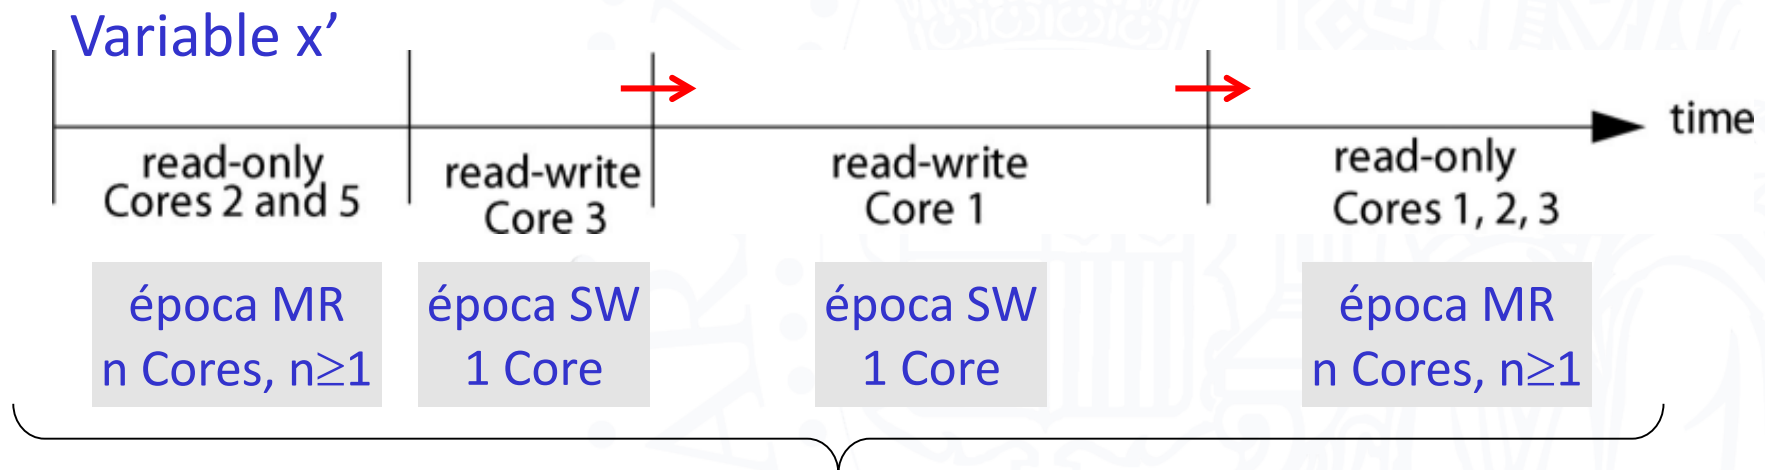 Variable x’
time
read-only
Cores 2 and 5
read-write
Core 3
read-write
Core 1
read-only
Cores 1, 2, 3
época MR
n Cores, n≥1
época SW
1 Core
época SW
1 Core
época MR
n Cores, n≥1